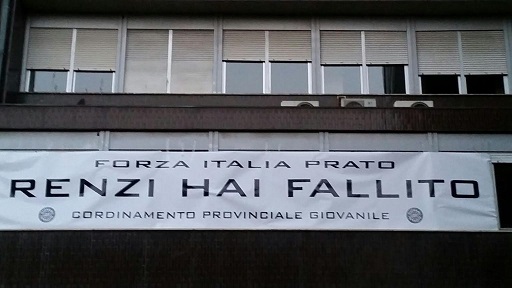 FORZA ITALIA PRATO
RENZI HAI FALLITO
CORDINAMENTO PROVINCIALE GIOVANILE